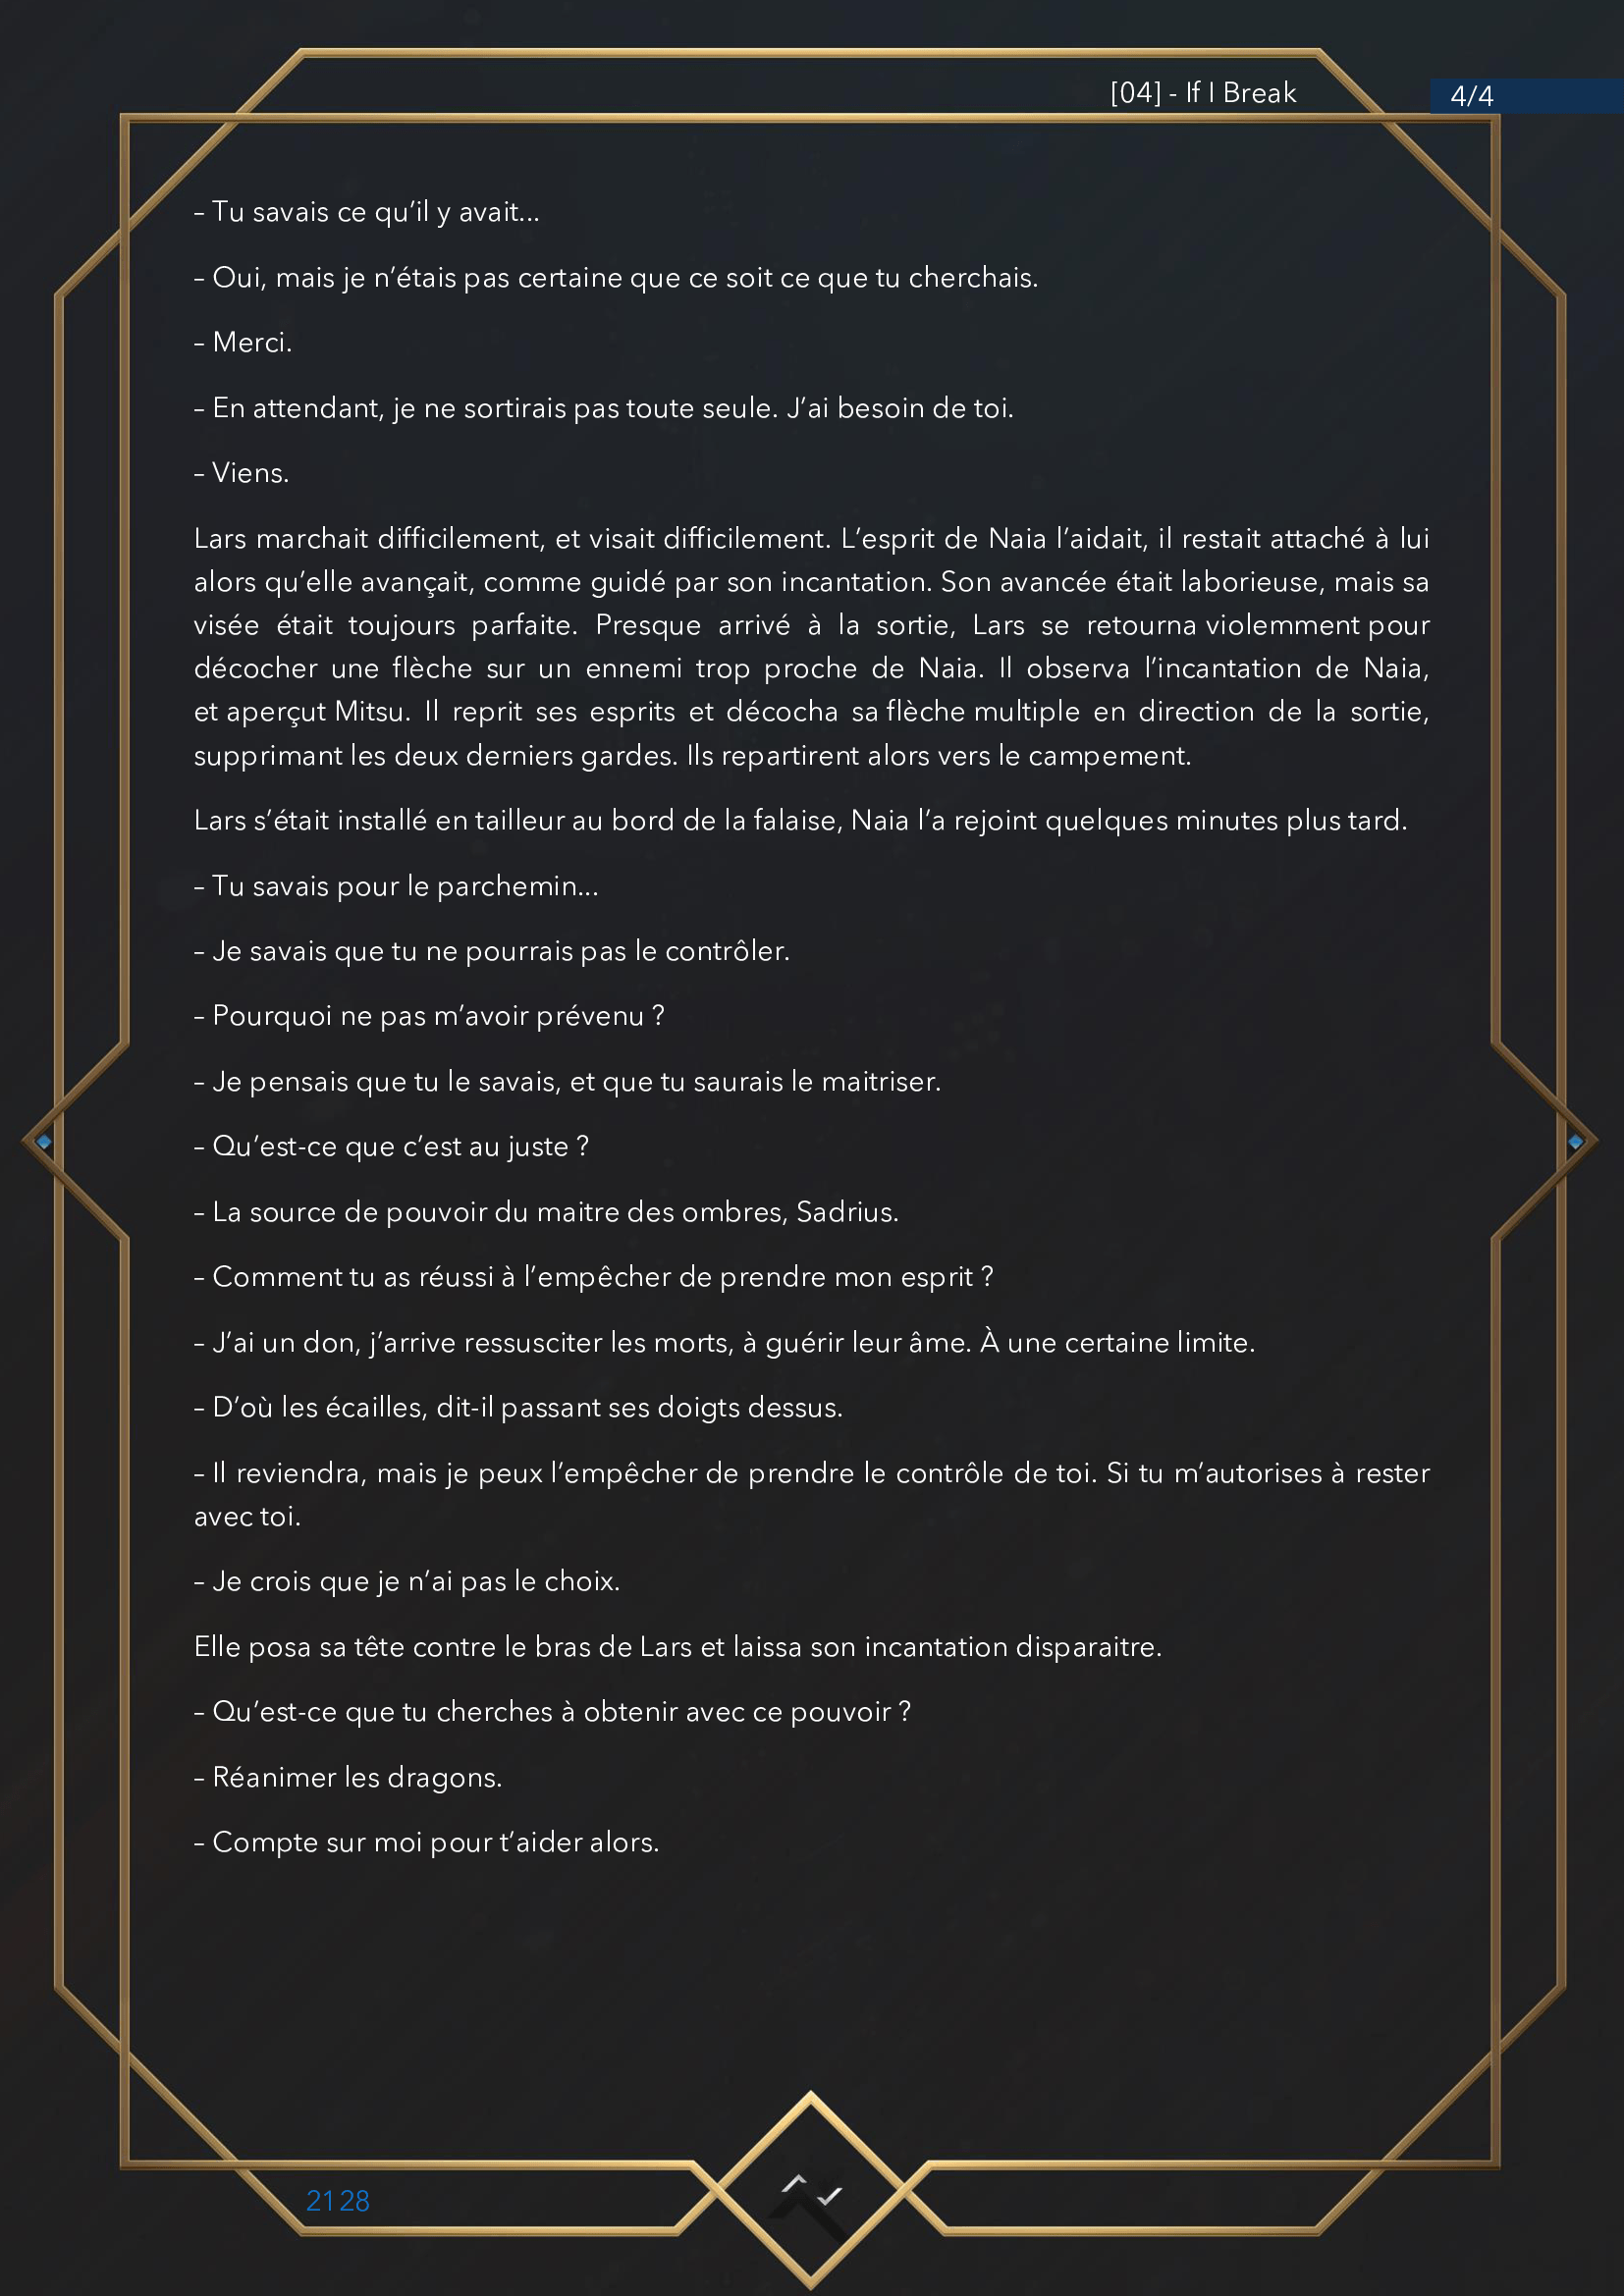 [04] - If I Break
4/4
– Tu savais ce qu’il y avait...
– Oui, mais je n’étais pas certaine que ce soit ce que tu cherchais.
– Merci.
– En attendant, je ne sortirais pas toute seule. J’ai besoin de toi.
– Viens.
Lars marchait difficilement, et visait difficilement. L’esprit de Naia l’aidait, il restait attaché à lui
alors qu’elle avançait, comme guidé par son incantation. Son avancée était laborieuse, mais sa
visée était toujours parfaite. Presque arrivé à la sortie, Lars se retourna violemment pour
décocher une flèche sur un ennemi trop proche de Naia. Il observa l’incantation de Naia,
et aperçut Mitsu. Il reprit ses esprits et décocha sa flèche multiple en direction de la sortie,
supprimant les deux derniers gardes. Ils repartirent alors vers le campement.
Lars s’était installé en tailleur au bord de la falaise, Naia l’a rejoint quelques minutes plus tard.
– Tu savais pour le parchemin...
– Je savais que tu ne pourrais pas le contrôler.
– Pourquoi ne pas m’avoir prévenu ?
– Je pensais que tu le savais, et que tu saurais le maitriser.
– Qu’est-ce que c’est au juste ?
– La source de pouvoir du maitre des ombres, Sadrius.
– Comment tu as réussi à l’empêcher de prendre mon esprit ?
– J’ai un don, j’arrive ressusciter les morts, à guérir leur âme. À une certaine limite.
– D’où les écailles, dit-il passant ses doigts dessus.
– Il reviendra, mais je peux l’empêcher de prendre le contrôle de toi. Si tu m’autorises à rester
avec toi.
– Je crois que je n’ai pas le choix.
Elle posa sa tête contre le bras de Lars et laissa son incantation disparaitre.
– Qu’est-ce que tu cherches à obtenir avec ce pouvoir ?
– Réanimer les dragons.
– Compte sur moi pour t’aider alors.
2128